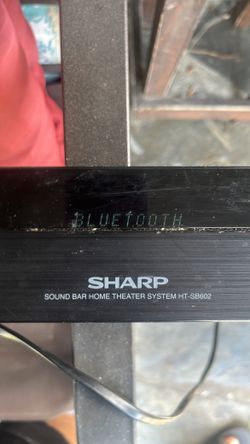 BLUETOOTH
SHARP
SOUND BAR HOME THEATER SYSTEM HT-SB602